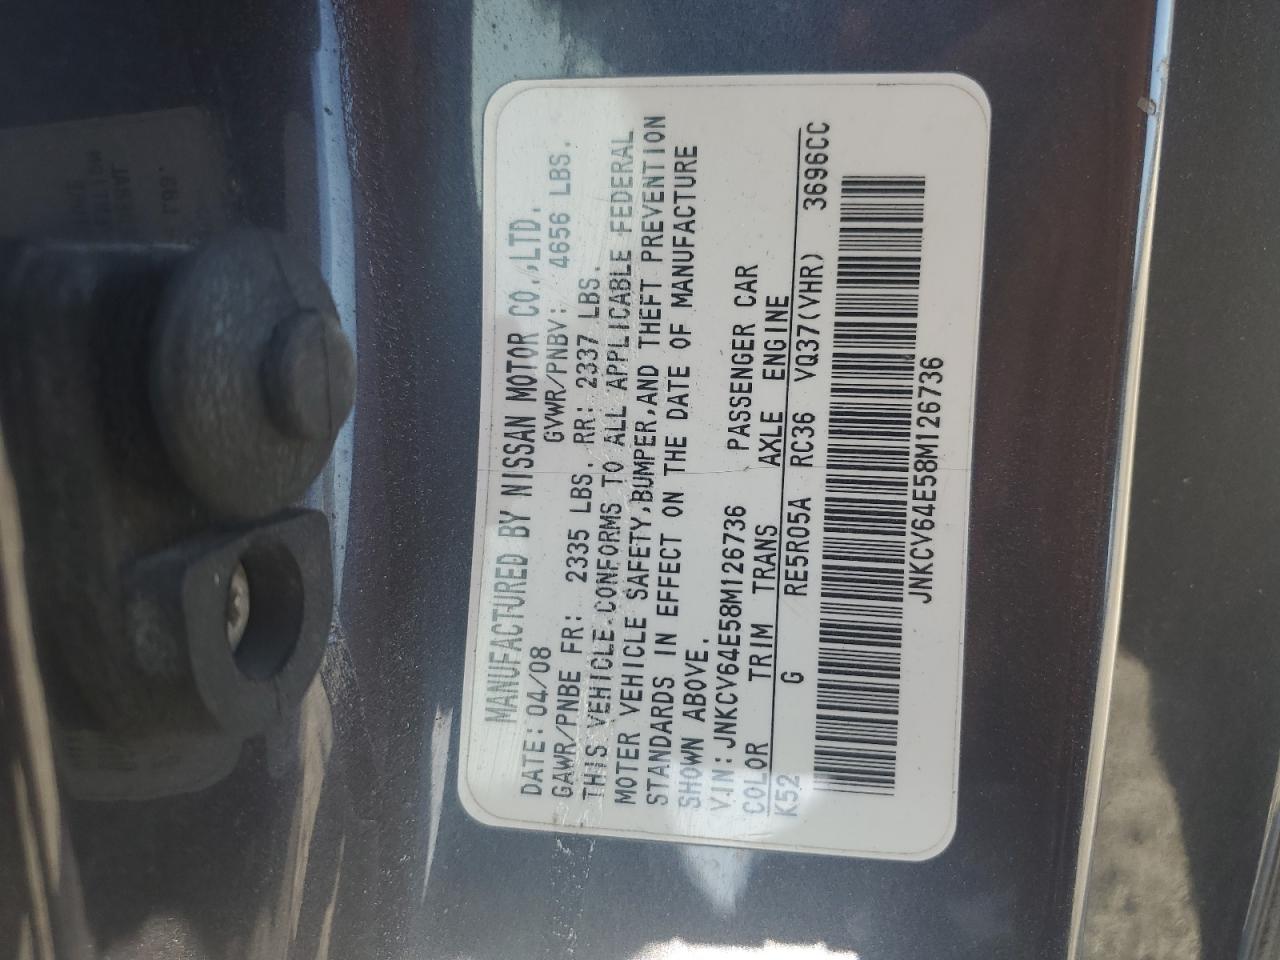 MANUFACTURED BY NISSAN MOTOR CO.,LTD.
DATE: 04/08 GVWR/PNBV: 4656 LBS.
GAWR/PNBE FR: 2335 LBS. RR: 2337 LBS.
THIS VEHICLE CONFORMS TO ALL APPLICABLE FEDERAL
MOTER VEHICLE SAFETY,BUMPER,AND THEFT PREVENTION
STANDARDS IN EFFECT ON THE DATE OF MANUFACTURE
SHOWN ABOVE.
VIN: JNKCV64E58M126736 PASSENGER CAR
COLOR TRIM TRANS AXLE ENGINE
K52 G RE5R05A RC36 VQ37(VHR) 3696CC
JNKCV64E58M126736